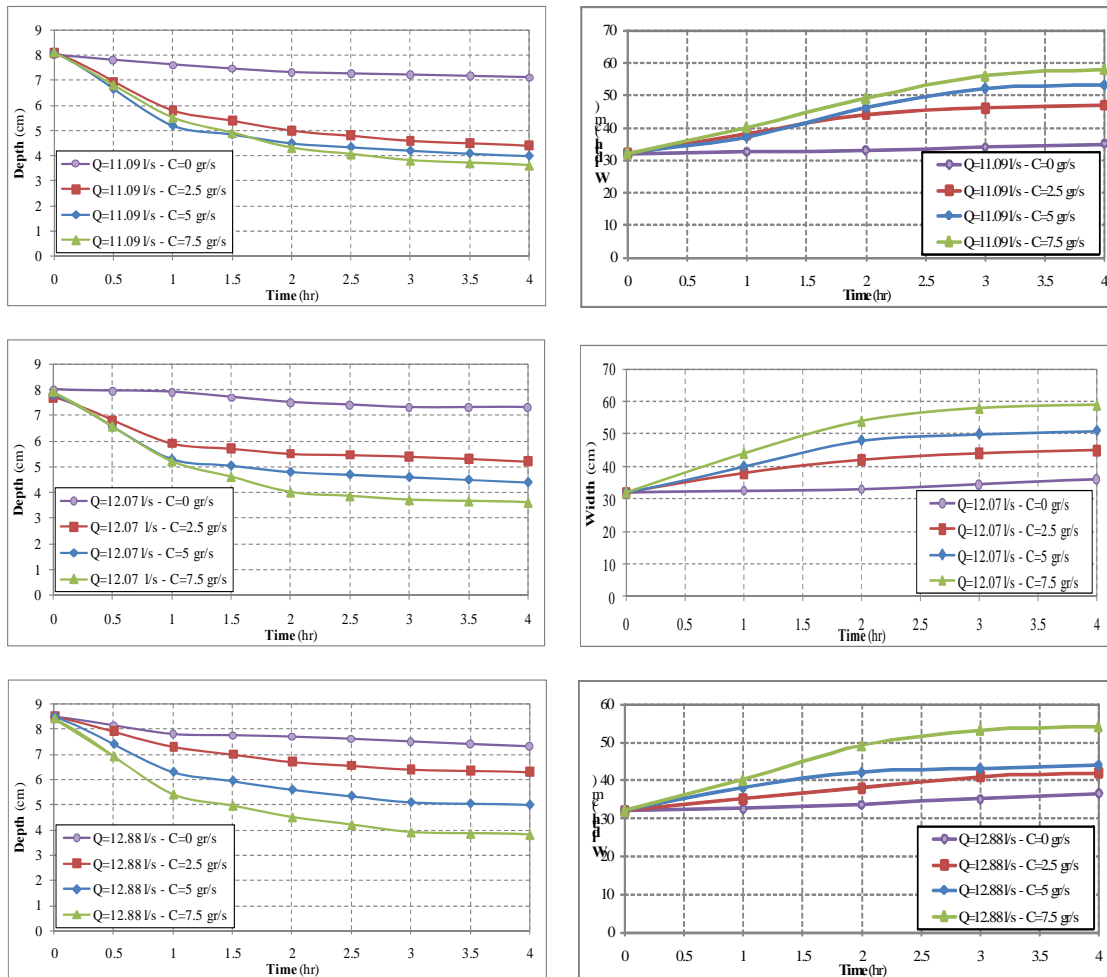 9
8
7
6
5
4
3
2
1
0
Depth (cm)
Q=11.09 l/s - C=0 gr/s
Q=11.09 l/s - C=2.5 gr/s
Q=11.09 l/s - C=5 gr/s
Q=11.09 l/s - C=7.5 gr/s
0 0.5 1 1.5 2 2.5 3 3.5 4
Time (hr)
70
60
50
40
30
20
10
0
Q=11.09 l/s - C=0 gr/s
Q=11.09 l/s - C=2.5 gr/s
Q=11.09 l/s - C=5 gr/s
Q=11.09 l/s - C=7.5 gr/s
0 0.5 1 1.5 2 2.5 3 3.5 4
Time (hr)
9
8
7
6
5
4
3
2
1
0
Depth (cm)
Q=12.07 l/s - C=0 gr/s
Q=12.07 l/s - C=2.5 gr/s
Q=12.07 l/s - C=5 gr/s
Q=12.07 l/s - C=7.5 gr/s
0 0.5 1 1.5 2 2.5 3 3.5 4
Time (hr)
70
60
50
40
30
20
10
0
Width (cm)
Q=12.07 l/s - C=0 gr/s
Q=12.07 l/s - C=2.5 gr/s
Q=12.07 l/s - C=5 gr/s
Q=12.07 l/s - C=7.5 gr/s
0 0.5 1 1.5 2 2.5 3 3.5 4
Time (hr)
9
8
7
6
5
4
3
2
1
0
Depth (cm)
Q=12.88 l/s - C=0 gr/s
Q=12.88 l/s - C=2.5 gr/s
Q=12.88 l/s - C=5 gr/s
Q=12.88 l/s - C=7.5 gr/s
0 0.5 1 1.5 2 2.5 3 3.5 4
Time (hr)
60
50
40
30
20
10
0
Q=12.88 l/s - C=0 gr/s
Q=12.88 l/s - C=2.5 gr/s
Q=12.88 l/s - C=5 gr/s
Q=12.88 l/s - C=7.5 gr/s
0 0.5 1 1.5 2 2.5 3 3.5 4
Time (hr)